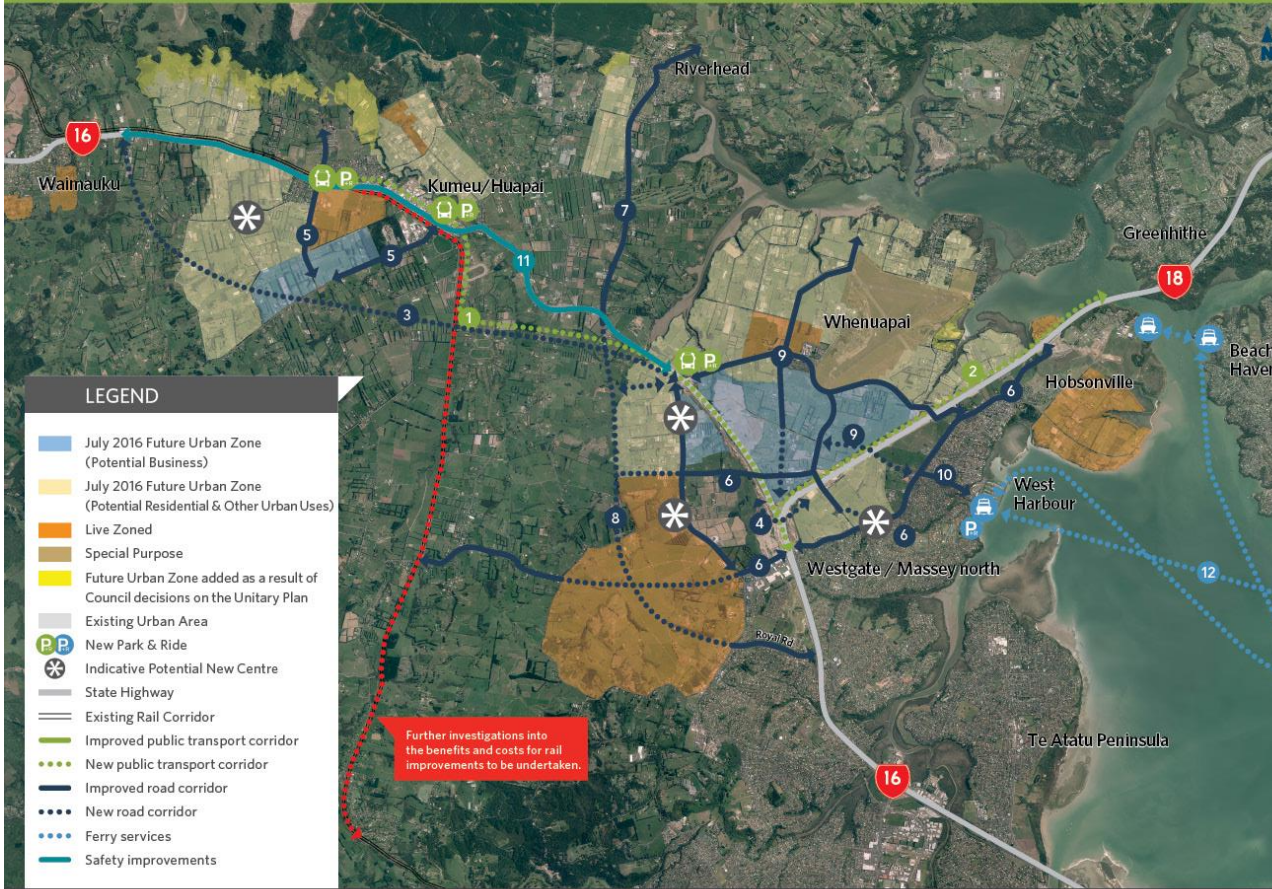 N
Riverhead
16
Waimauku
P
Kumeu/Huapai
P
7
5
5
11
Greenhithe
18
3
1
Whenuapai
P
9
2
Beach
Haven
Hobsonville
6
9
10
6
West
Harbour
P
8
4
6
6
Westgate / Massey north
12
Royal Rd
Te Atatu Peninsula
16
Further investigations into
the benefits and costs for rail
improvements to be undertaken.
LEGEND
July 2016 Future Urban Zone
(Potential Business)
July 2016 Future Urban Zone
(Potential Residential & Other Urban Uses)
Live Zoned
Special Purpose
Future Urban Zone added as a result of
Council decisions on the Unitary Plan
Existing Urban Area
P P New Park & Ride
Indicative Potential New Centre
State Highway
Existing Rail Corridor
Improved public transport corridor
New public transport corridor
Improved road corridor
New road corridor
Ferry services
Safety improvements